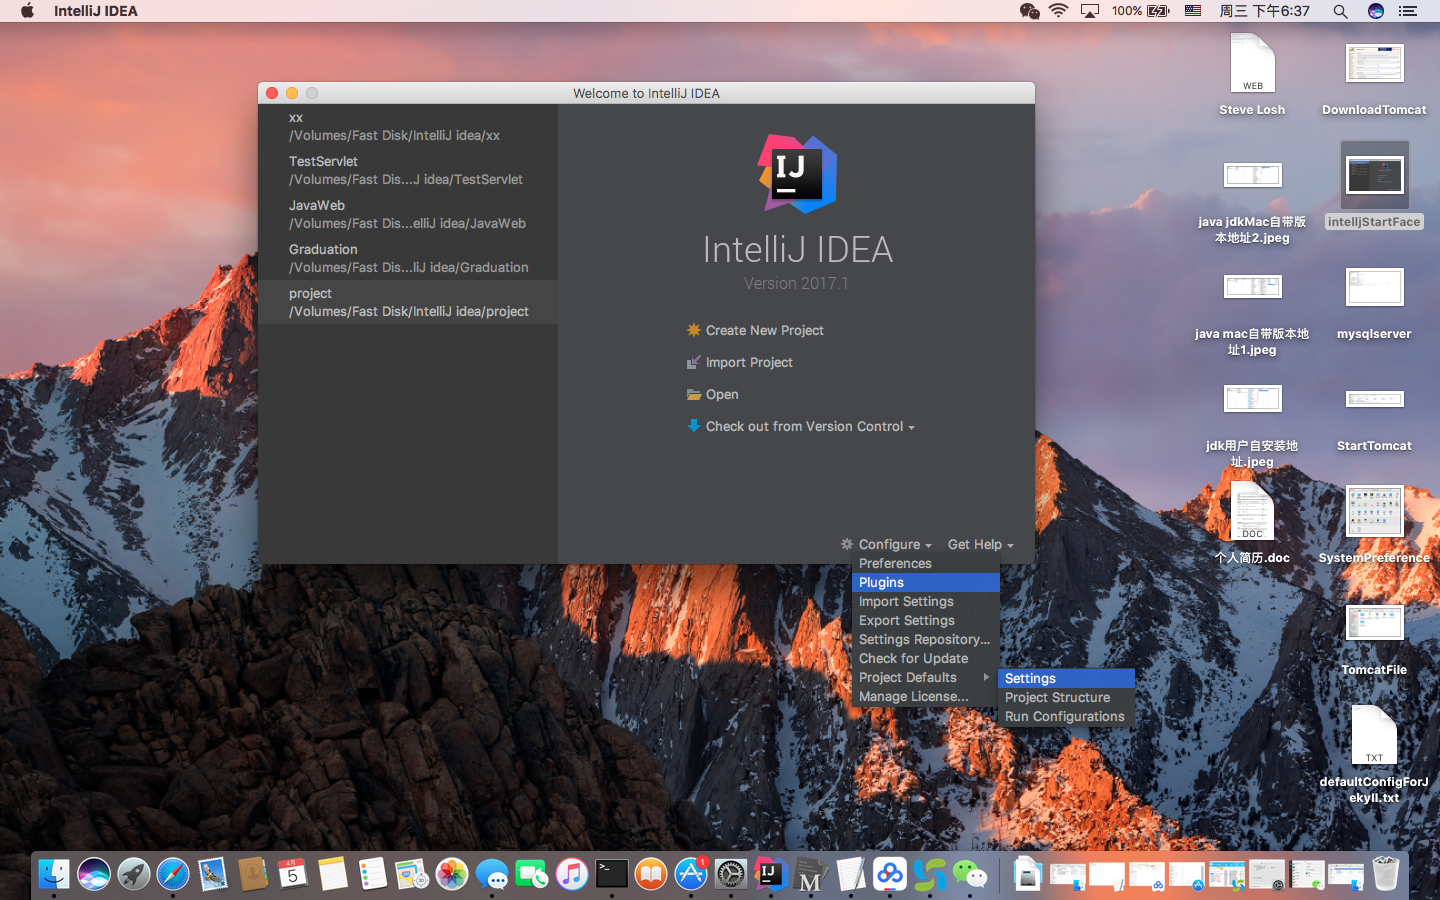 IntelliJ IDEA
100%
周三 下午6:37
Welcome to IntelliJ IDEA
xx
/Volumes/Fast Disk/IntelliJ idea/xx
TestServlet
/Volumes/Fast Dis...J idea/TestServlet
JavaWeb
/Volumes/Fast Dis...elliJ idea/JavaWeb
Graduation
/Volumes/Fast Dis...liJ idea/Graduation
project
/Volumes/Fast Disk/IntelliJ idea/project
IJ
IntelliJ IDEA
Version 2017.1
Create New Project
Import Project
Open
Check out from Version Control
Configure
Get Help
Preferences
Plugins
Import Settings
Export Settings
Settings Repository...
Check for Update
Project Defaults
Manage License...
Settings
Project Structure
Run Configurations
WEB
Steve Losh
DownloadTomcat
java jdkMac自带版
本地址2.jpeg
intelljStartFace
java mac自带版本地
址1.jpeg
mysqlserver
jdk用户自安装地
址.jpeg
StartTomcat
DOC
个人简历.doc
SystemPreference
TomcatFile
TXT
defaultConfigForJ
ekyll.txt
4月
5
1
IJ
M